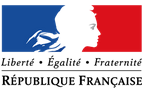 Liberté • Égalité • Fraternité
RÉPUBLIQUE FRANÇAISE